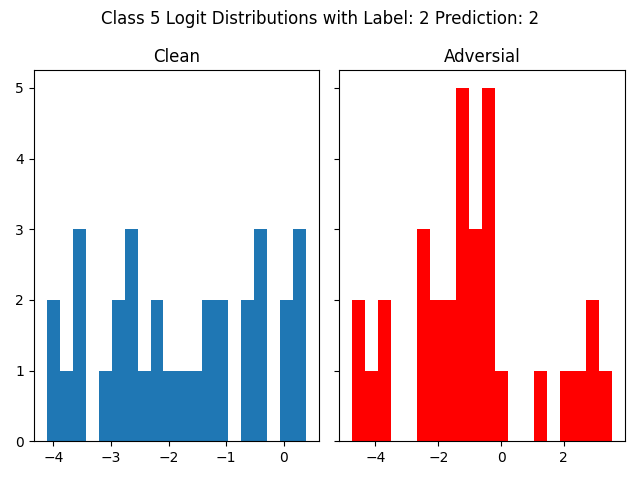 Class 5 Logit Distributions with Label: 2 Prediction: 2
Clean
Adversial
5
4
3
2
1
0
−4 −3 −2 −1 0
−4 −2 0 2